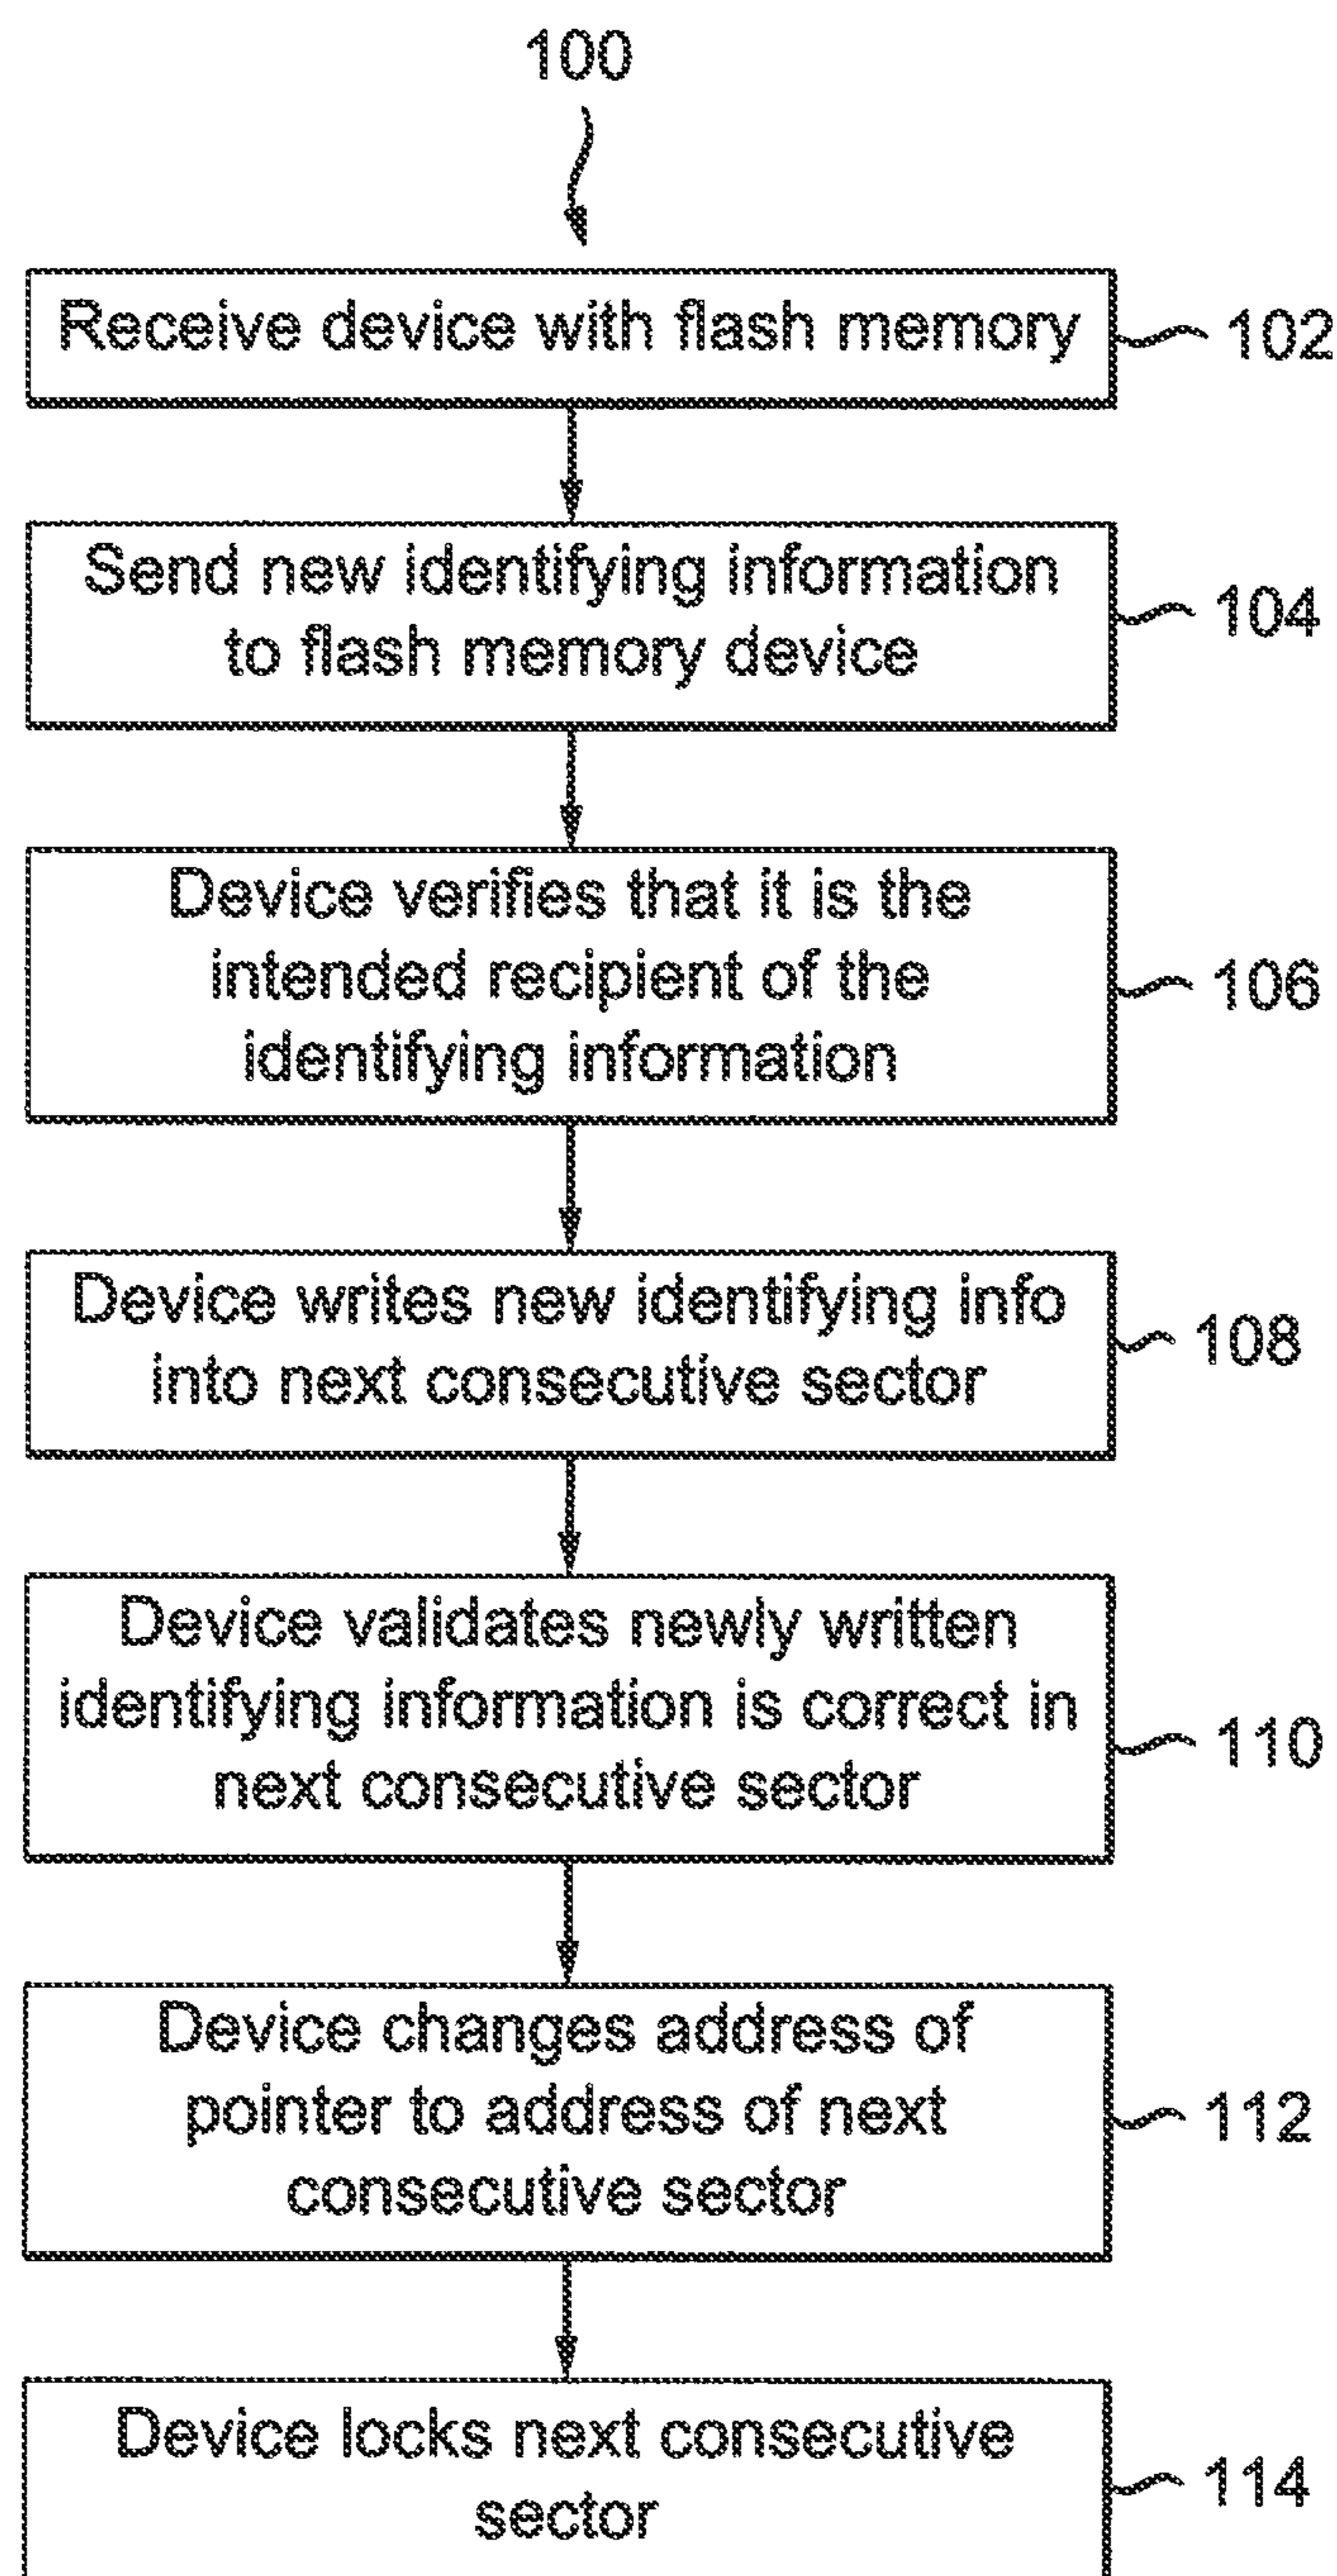 100
Receive device with flash memory
102
Send new identifying information
to flash memory device
104
Device verifies that it is the
intended recipient of the
identifying information
106
Device writes new identifying info
into next consecutive sector
108
Device validates newly written
identifying information is correct in
next consecutive sector
110
Device changes address of
pointer to address of next
consecutive sector
112
Device locks next consecutive
sector
114